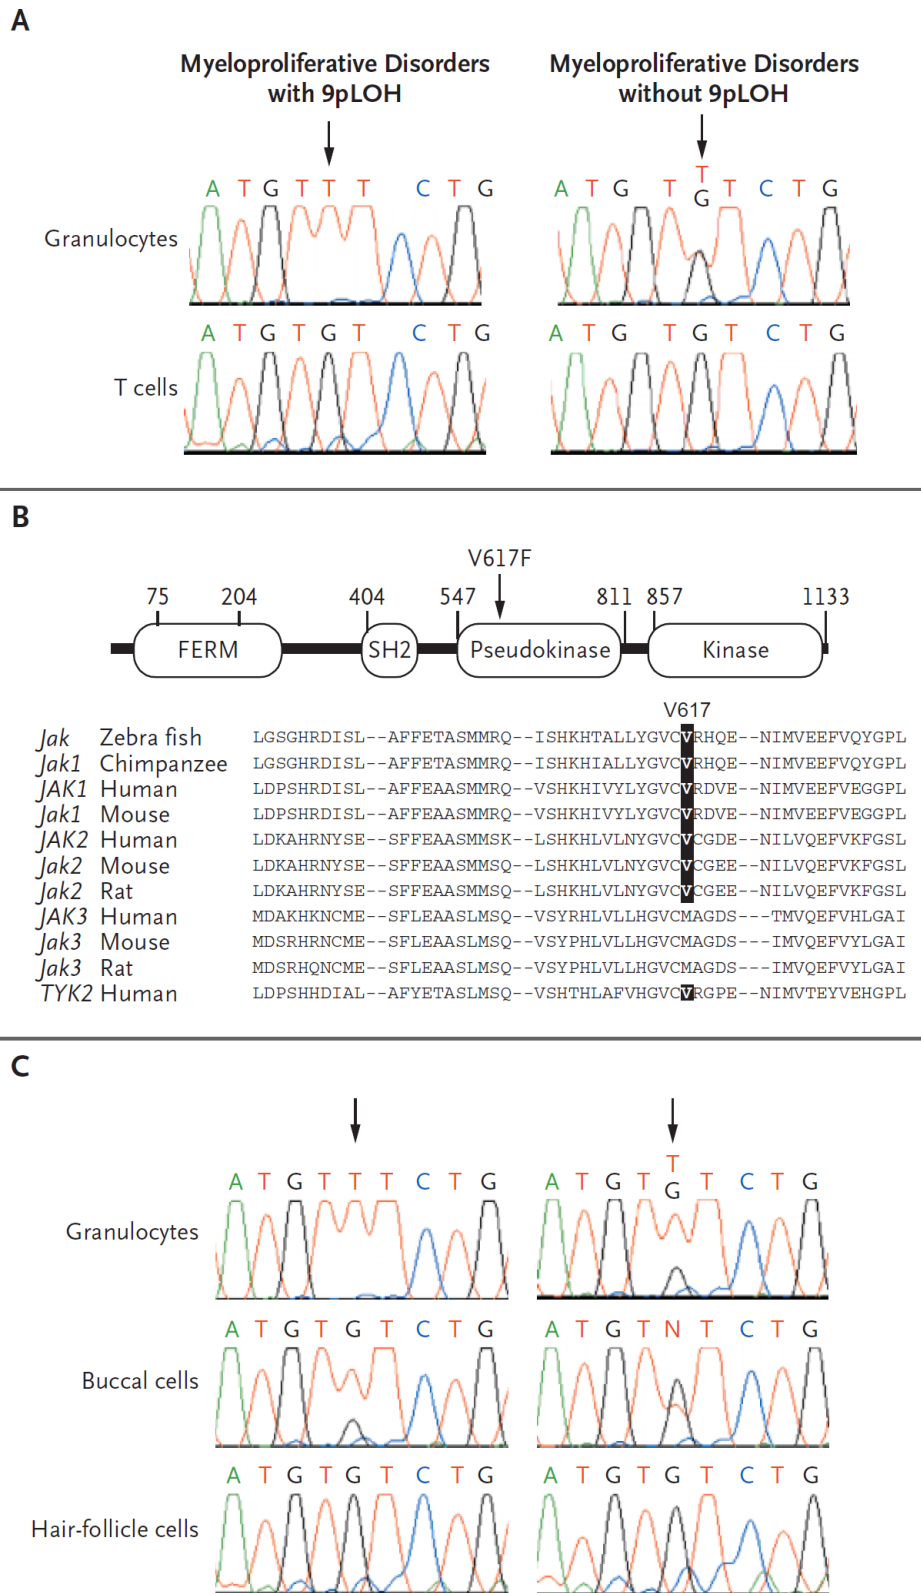 A
Myeloproliferative Disorders
with 9pLOH
Myeloproliferative Disorders
without 9pLOH
A T G T T T C T G
T
A T G T G T C T G
Granulocytes
A T G T G T C T G
A T G T G T C T G
T cells
B
V617F
75 204 404 547 811 857 1133
FERM SH2 Pseudokinase Kinase
V617
Jak Zebra fish LGSGHRDISL--AFFETASMMRQ--ISHKHTALLYGVCVRHQE--NIMVEEFVQYGPL
Jak1 Chimpanzee LGSGHRDISL--AFFETASMMRQ--ISHKHIALLYGVCVRHQE--NIMVEEFVQYGPL
JAK1 Human LDPSHRDISL--AFFEAASMMRQ--VSHKHIVYLYGVCVRDVE--NIMVEEFVEGGPL
Jak1 Mouse LDPSHRDISL--AFFEAASMMRQ--VSHKHIVYLYGVCVRDVE--NIMVEEFVEGGPL
JAK2 Human LDKAHRNYSE--SFFEAASMMSK--LSHKHLVLNYGVCVCGDE--NILVQEFVKFGSL
Jak2 Mouse LDKAHRNYSE--SFFEAASMMSQ--LSHKHLVLNYGVCVCGEE--NILVQEFVKFGSL
Jak2 Rat LDKAHRNYSE--SFFEAASMMSQ--LSHKHLVLNYGVCVCGEE--NILVQEFVKFGSL
JAK3 Human MDAKHKNCME--SFLEAASLMSQ--VSYRHLVLLHGVCMAGDS---TMVQEFVHLGAI
Jak3 Mouse MDSRHRNCME--SFLEAASLMSQ--VSYPHLVLLHGVCMAGDS---IMVQEFVYLGAI
Jak3 Rat MDSRHQNCME--SFLEAASLMSQ--VSYPHLVLLHGVCMAGDS---IMVQEFVYLGAI
TYK2 Human LDPSHHDIAL--AFYETASLMSQ--VSHTHLAFVHGVCVRGPE--NIMVTEYVEHGPL
C
A T G T T T C T G
T
A T G T G T C T G
Granulocytes
A T G T G T C T G
A T G T N T C T G
Buccal cells
A T G T G T C T G
A T G T G T C T G
Hair-follicle cells